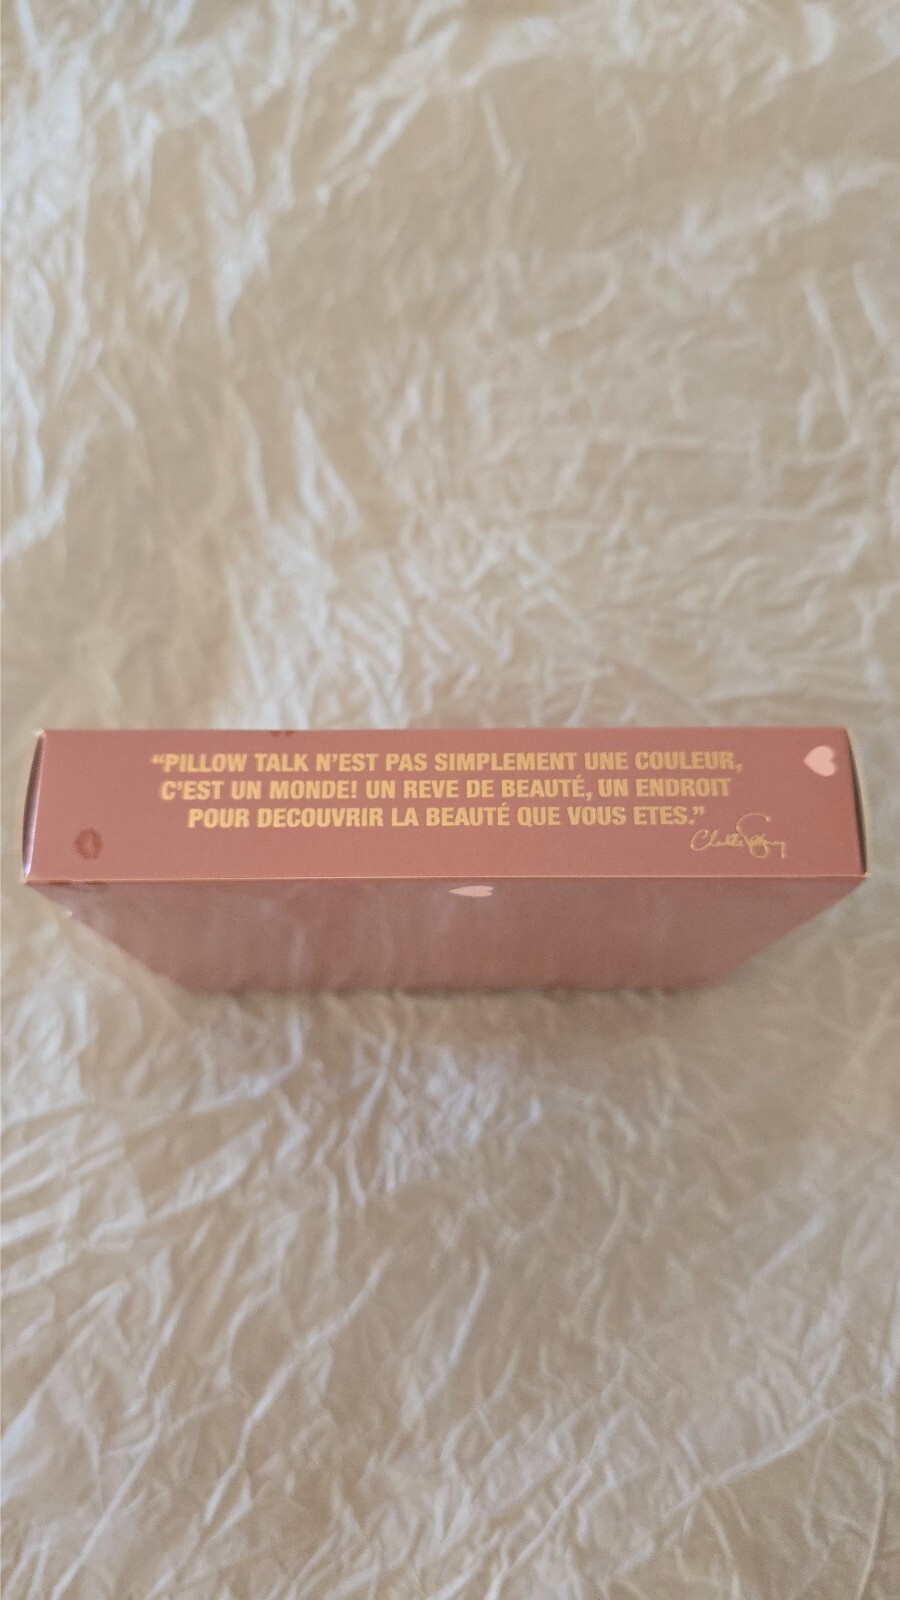 “PILLOW TALK N’EST PAS SIMPLEMENT UNE COULEUR,
C’EST UN MONDE! UN REVE DE BEAUTÉ, UN ENDROIT
POUR DECOUVRIR LA BEAUTÉ QUE VOUS ETES.”